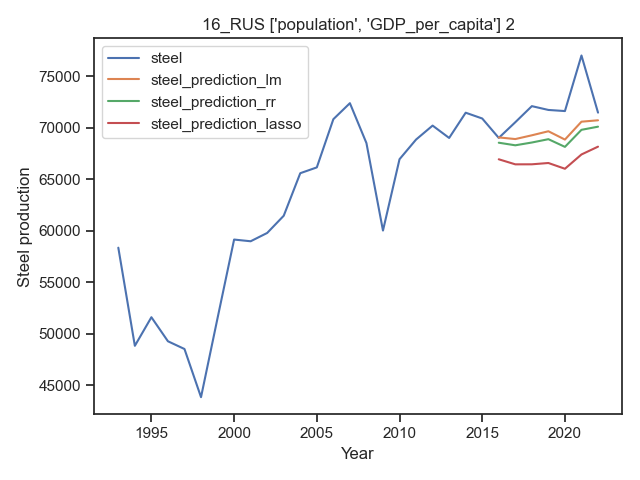 16_RUS ['population', 'GDP_per_capita'] 2
steel
steel_prediction_lm
steel_prediction_rr
steel_prediction_lasso
75000
70000
65000
60000
55000
50000
45000
Steel production
1995 2000 2005 2010 2015 2020
Year